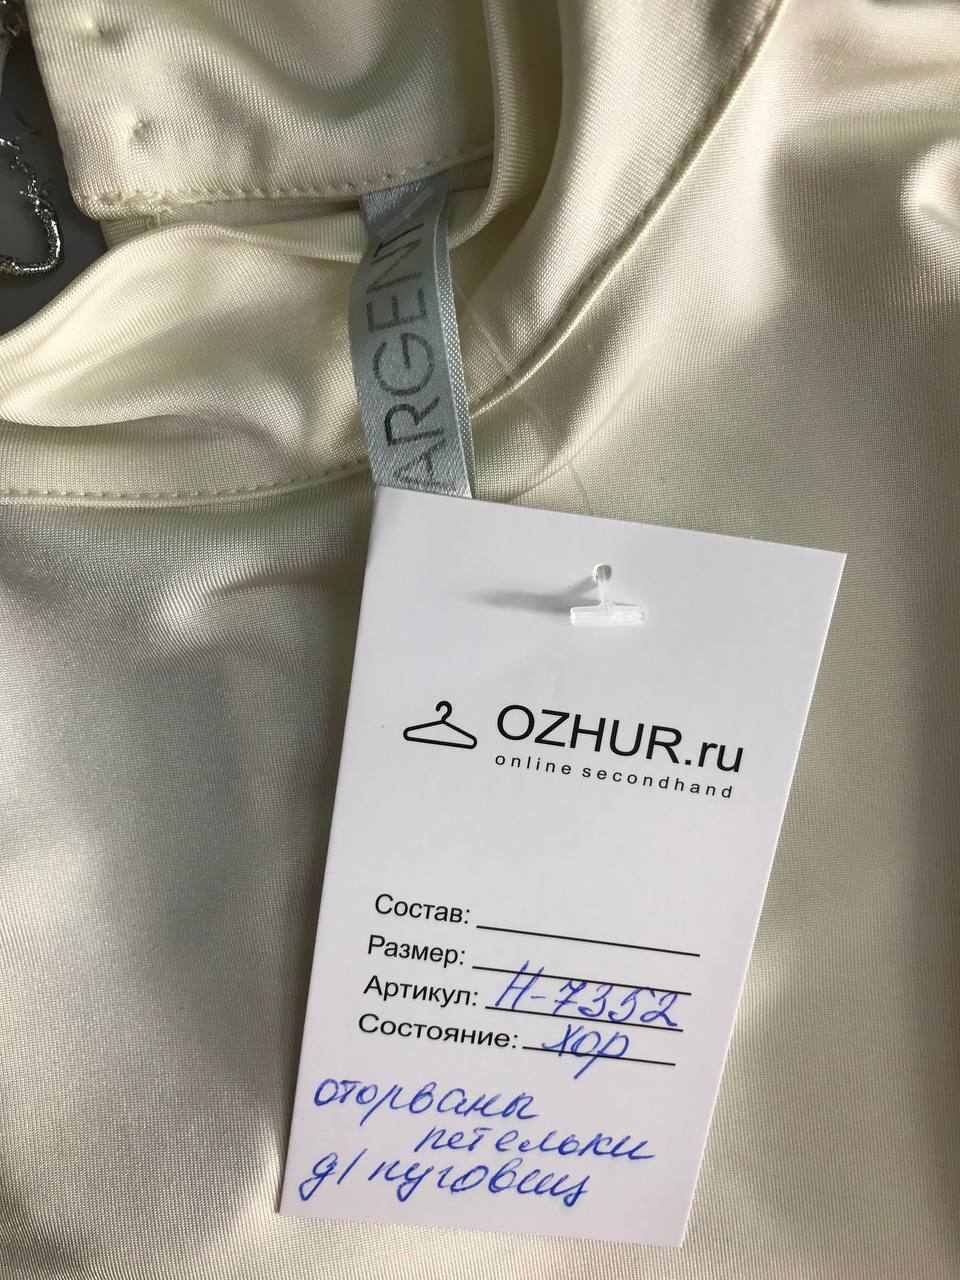 ARGENT
OZHUR.ru
online secondhand
Состав:
Размер:
Артикул: Н-7352
Состояние: хор
оторваны
петельки
д/пуговиц